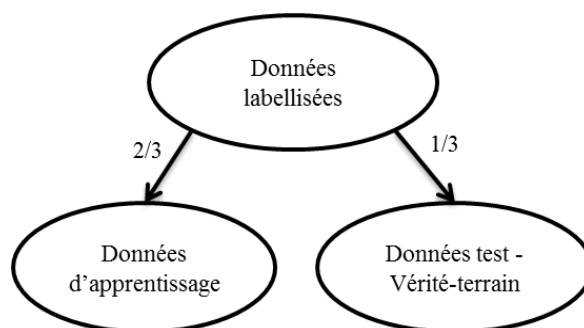 Données
labellisées
2/3
1/3
Données
d'apprentissage
Données test -
Vérité-terrain